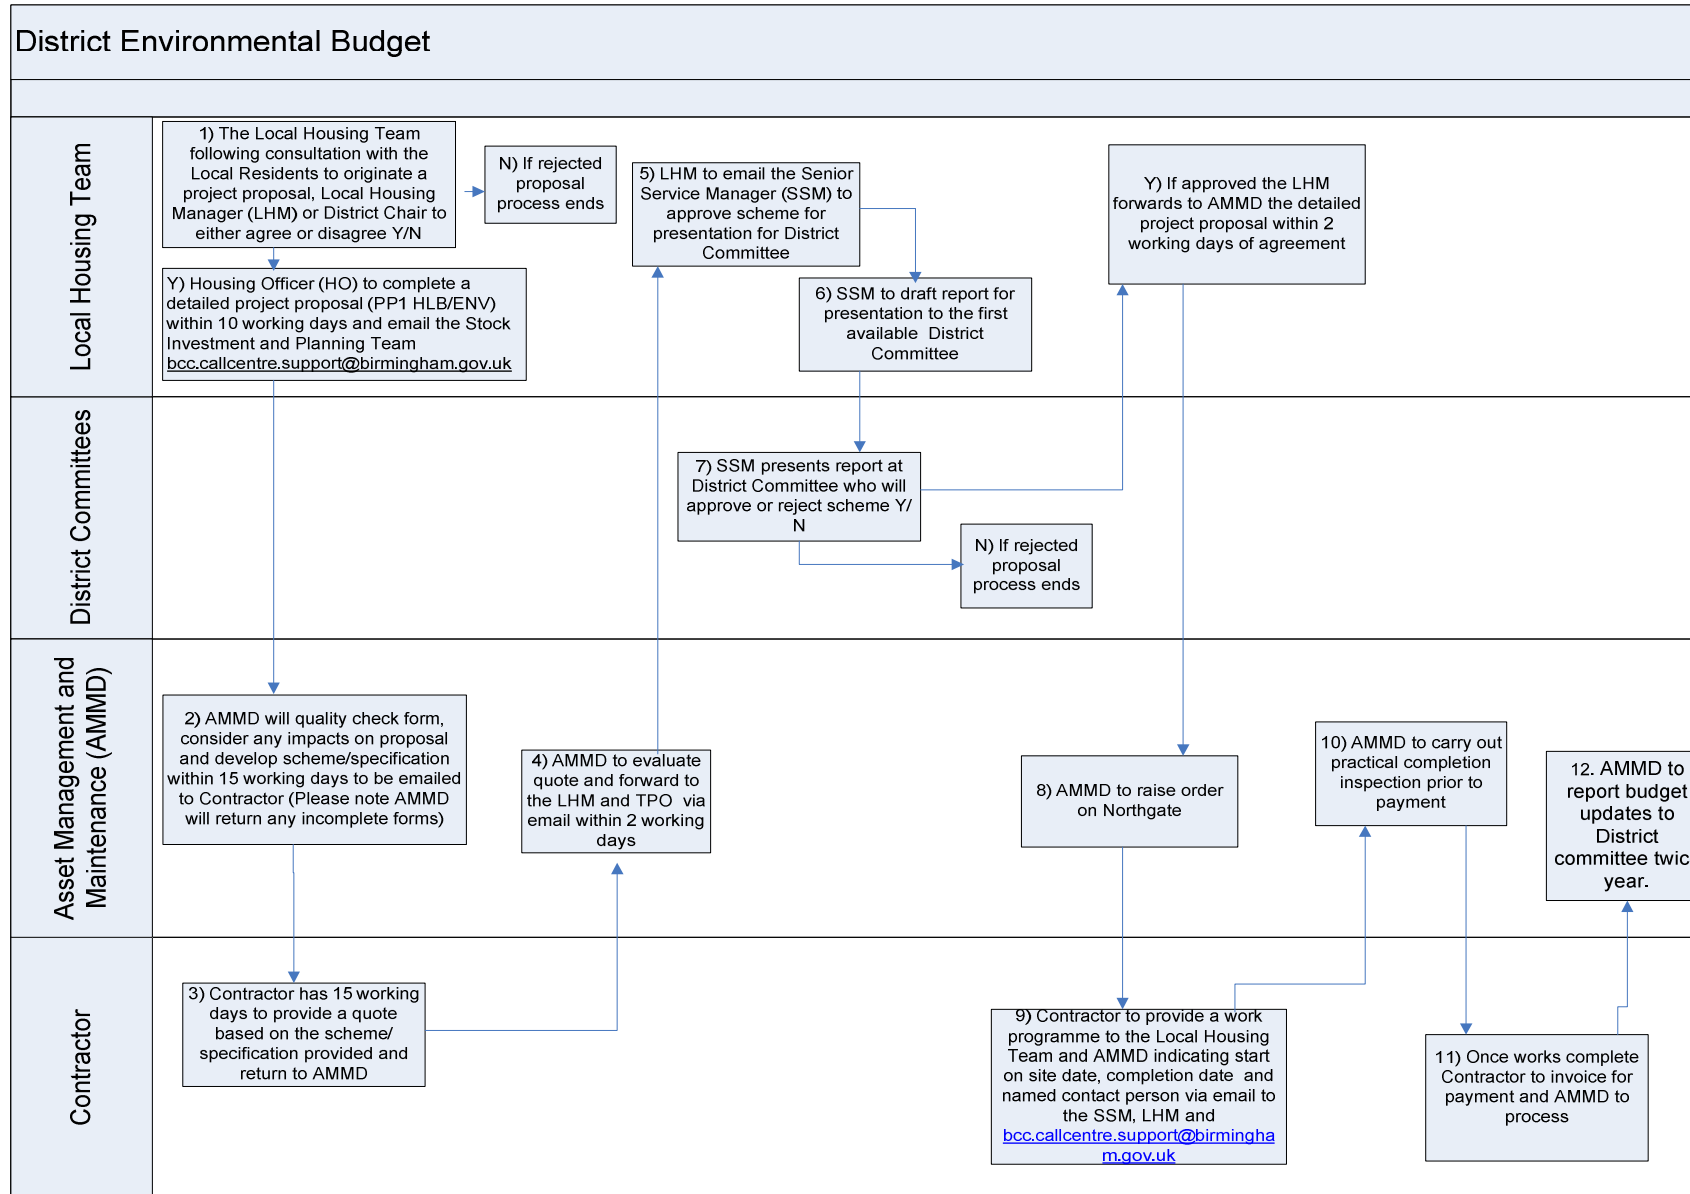 District Environmental Budget
Local Housing Team
1) The Local Housing Team
following consultation with the
Local Residents to originate a
project proposal, Local Housing
Manager (LHM) or District Chair to
either agree or disagree Y/N
N) If rejected
proposal
process ends
Y) Housing Officer (HO) to complete a
detailed project proposal (PP1 HLB/ENV)
within 10 working days and email the Stock
Investment and Planning Team
bcc.callcentre.support@birmingham.gov.uk
5) LHM to email the Senior
Service Manager (SSM) to
approve scheme for
presentation for District
Committee
6) SSM to draft report for
presentation to the first
available District
Committee
Y) If approved the LHM
forwards to AMMD the detailed
project proposal within 2
working days of agreement
District Committees
7) SSM presents report at
District Committee who will
approve or reject scheme Y/
N
N) If rejected
proposal
process ends
Asset Management and
Maintenance (AMMD)
2) AMMD will quality check form,
consider any impacts on proposal
and develop scheme/specification
within 15 working days to be emailed
to Contractor (Please note AMMD
will return any incomplete forms)
4) AMMD to evaluate
quote and forward to
the LHM and TPO via
email within 2 working
days
8) AMMD to raise order
on Northgate
10) AMMD to carry out
practical completion
inspection prior to
payment
12. AMMD to
report budget
updates to
District
committee twic
year.
Contractor
3) Contractor has 15 working
days to provide a quote
based on the scheme/
specification provided and
return to AMMD
9) Contractor to provide a work
programme to the Local Housing
Team and AMMD indicating start
on site date, completion date and
named contact person via email to
the SSM, LHM and
bcc.callcentre.support@birmingha
m.gov.uk
11) Once works complete
Contractor to invoice for
payment and AMMD to
process